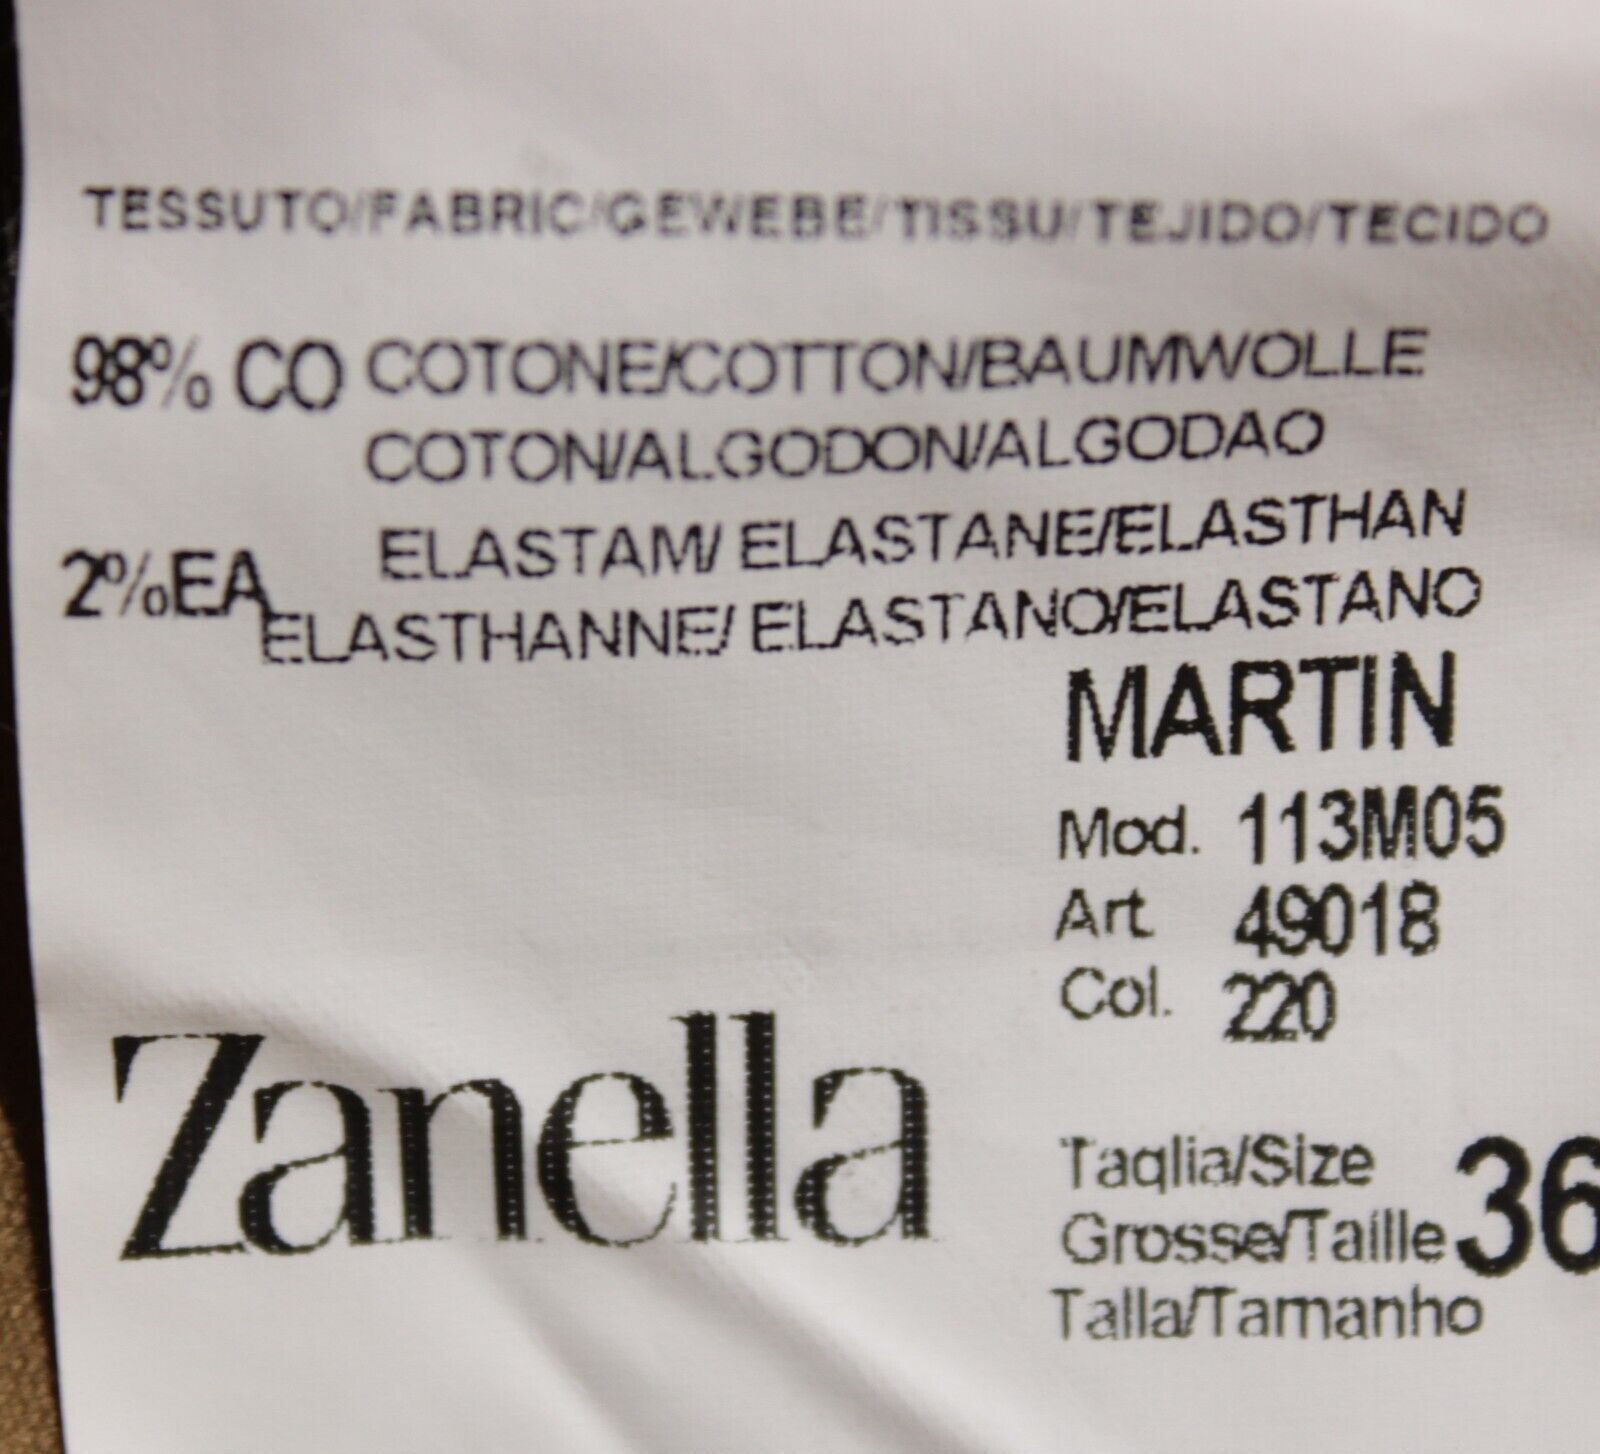 TESSUTO/FABRIC/GEWEBE/TISSU/TEJIDO/TECIDO
98% CO COTONE/COTTON/BAUMWOLLE
COTON/ALGODON/ALGODAO
2%EA ELASTAM/ ELASTANE/ELASTHAN
ELASTHANNE/ ELASTANO/ELASTANO
MARTIN
Mod. 113M05
Art. 49018
Col. 220
Zanella
Taqlia/Size
Grosse/Taille 36
Talla/Tamanho